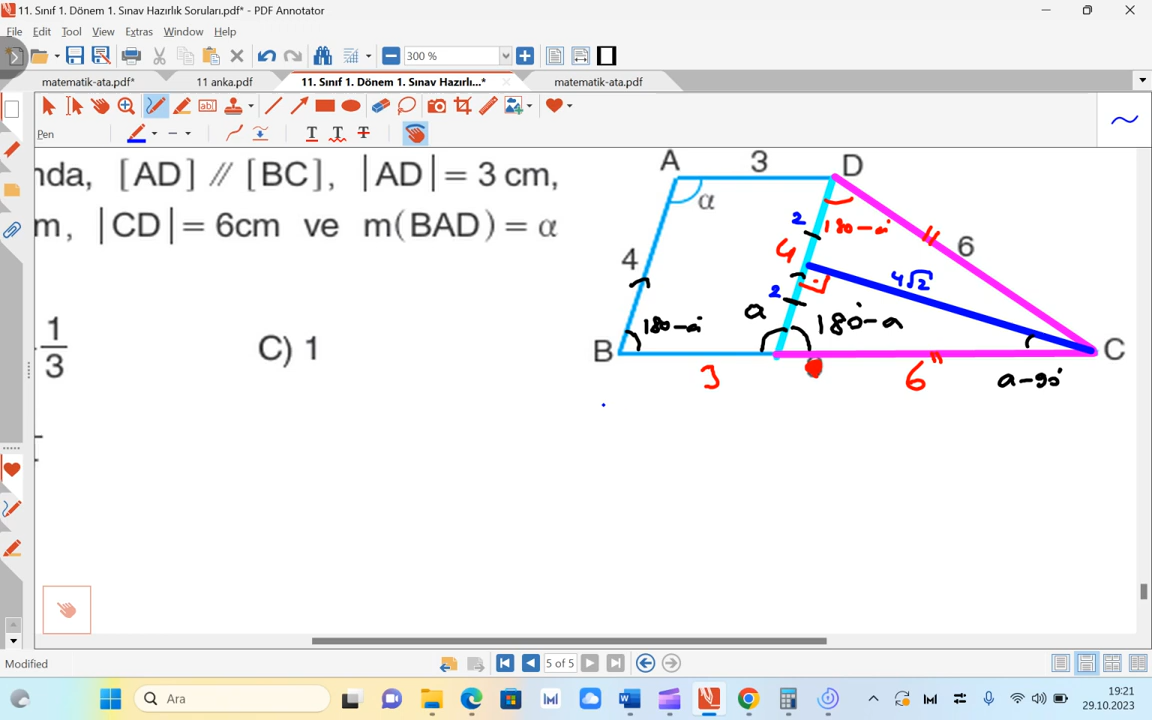 11. Sınıf 1. Dönem 1. Sınav Hazırlık Soruları.pdf* - PDF Annotator
File Edit Tool View Extras Window Help
300 %
matematik-ata.pdf* 11 anka.pdf 11. Sınıf 1. Dönem 1. Sınav Hazırlı...* matematik-ata.pdf
Pen
nda, [AD] // [BC], |AD| = 3 cm,
m, |CD| = 6cm ve m(BAD) = α
1
3
C) 1
A 3 D
α
2 180-a
4 4 6
4√2
2
a
180-a 180-a
B C
3 6 a-90
5 of 5
Modified
Ara
19:21
29.10.2023